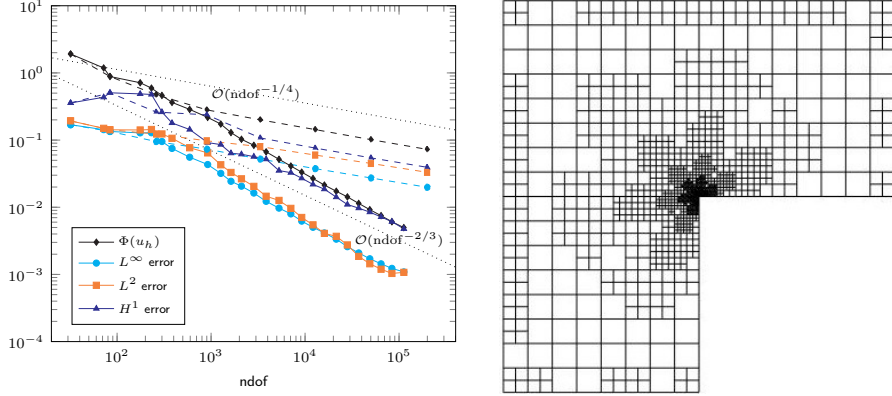 10^1
10^0
O(ndof^{-1/4})
10^{-1}
10^{-2}
O(ndof^{-2/3})
Φ(u_h)
L^∞ error
L^2 error
H^1 error
10^{-3}
10^{-4}
10^2 10^3 10^4 10^5
ndof